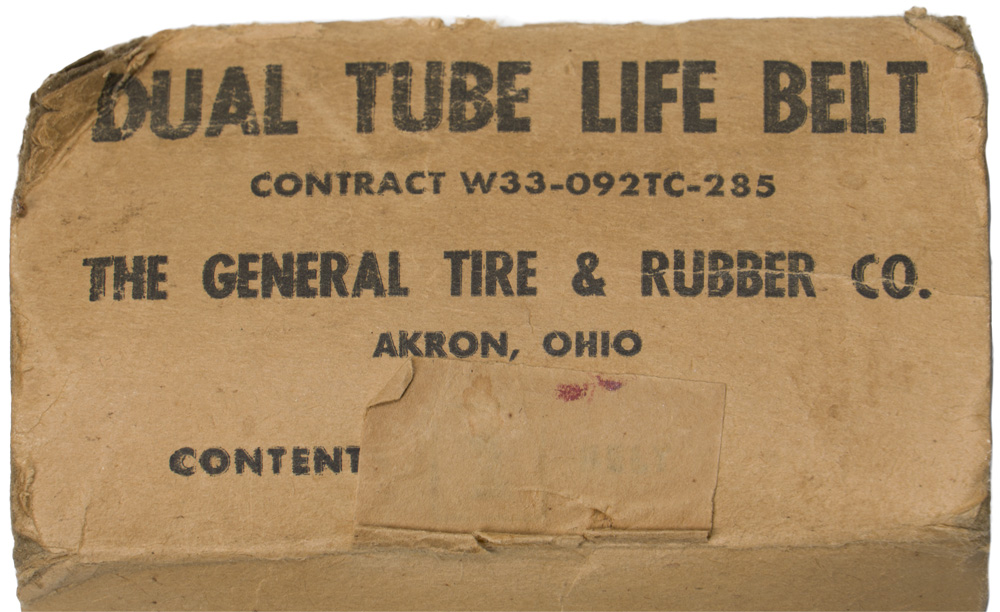 DUAL TUBE LIFE BELT
CONTRACT W33-092TC-285
THE GENERAL TIRE & RUBBER CO.
AKRON, OHIO
CONTENT